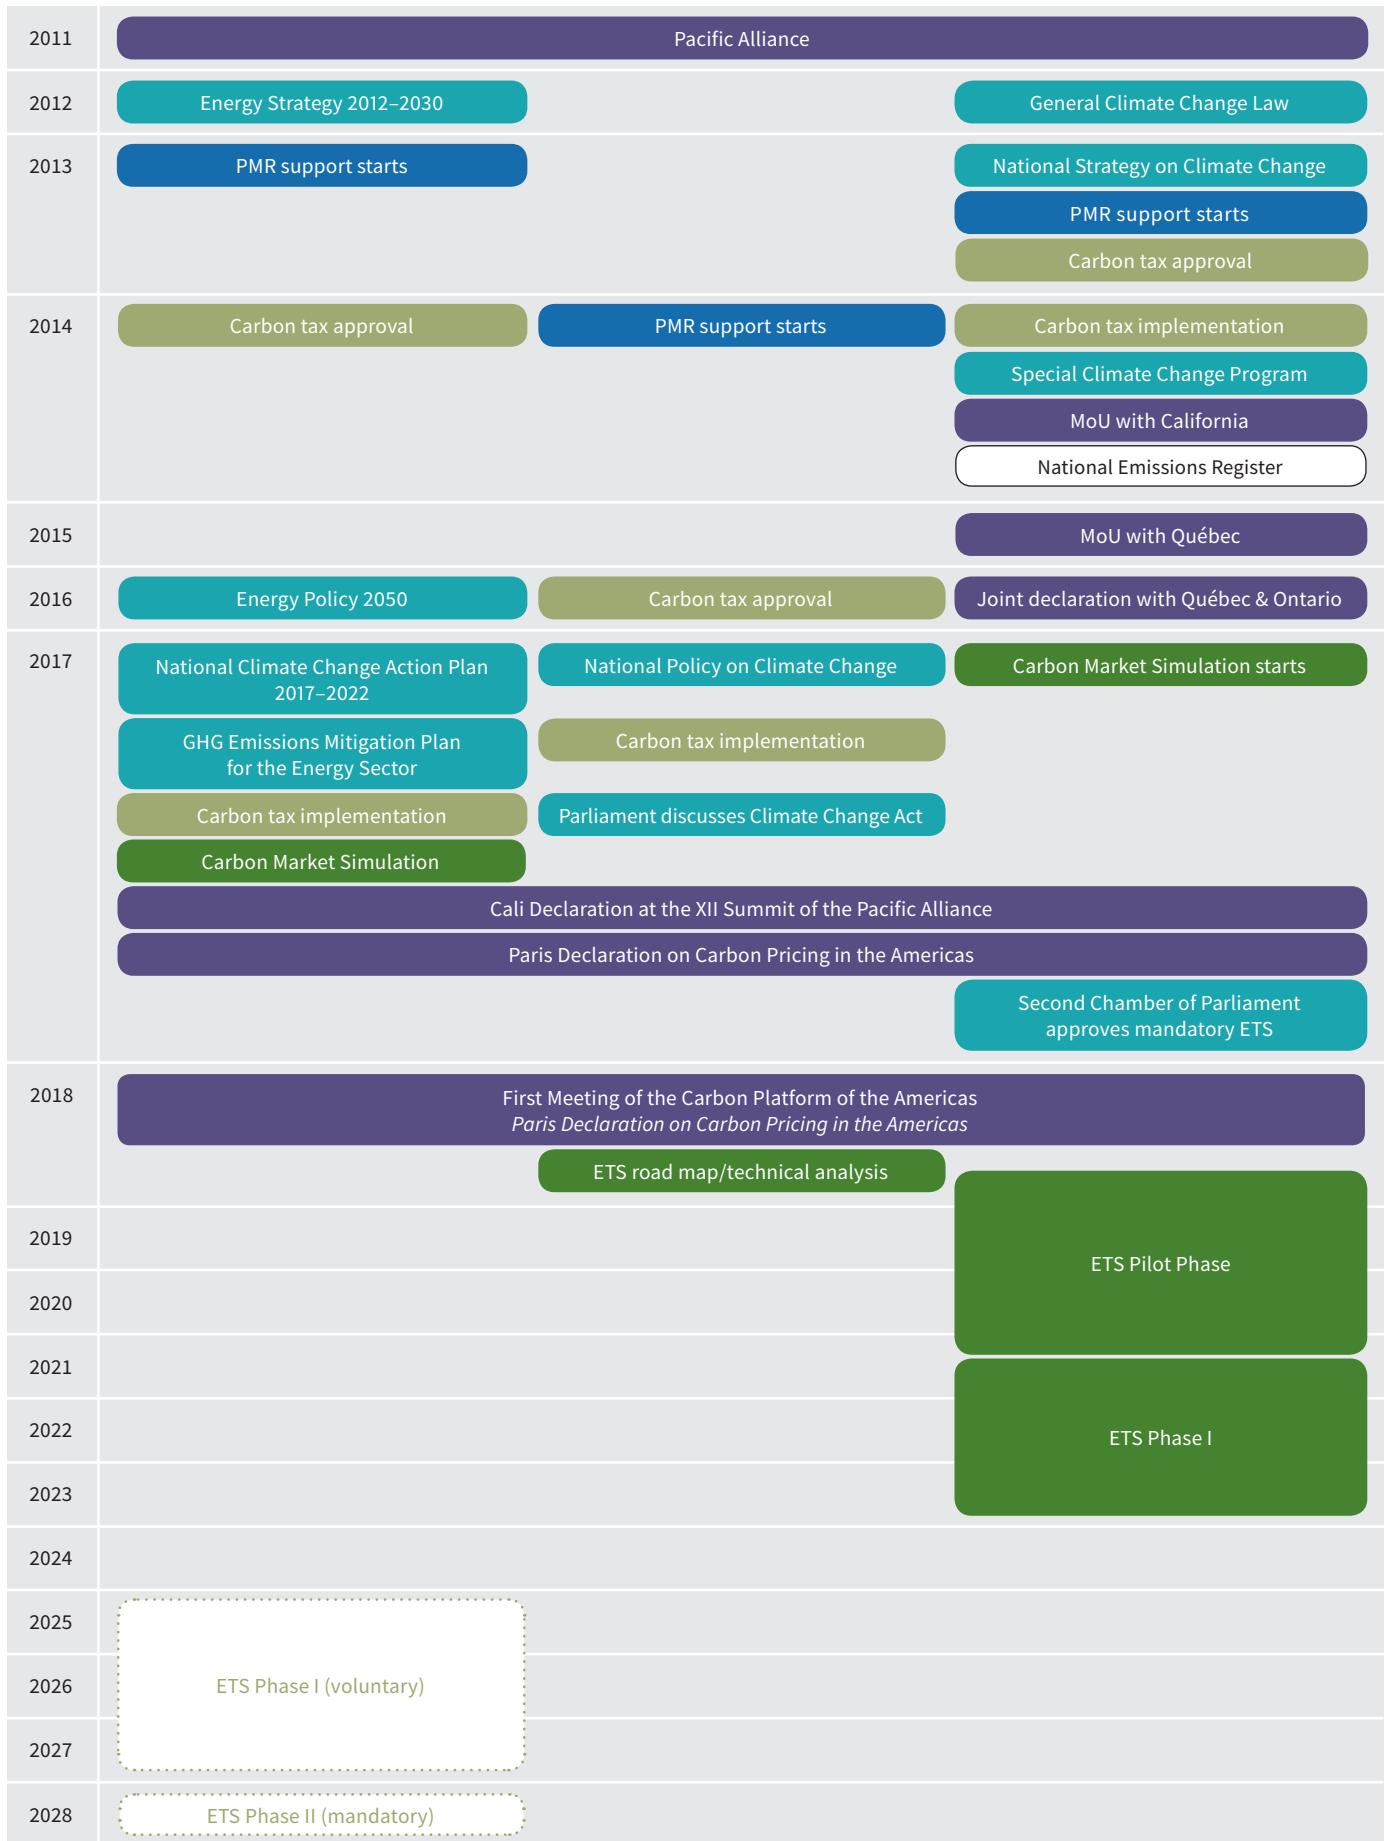 2011
Pacific Alliance
2012
Energy Strategy 2012–2030
General Climate Change Law
2013
PMR support starts
National Strategy on Climate Change
PMR support starts
Carbon tax approval
2014
Carbon tax approval
PMR support starts
Carbon tax implementation
Special Climate Change Program
MoU with California
National Emissions Register
2015
MoU with Québec
2016
Energy Policy 2050
Carbon tax approval
Joint declaration with Québec & Ontario
2017
National Climate Change Action Plan
2017–2022
National Policy on Climate Change
Carbon Market Simulation starts
GHG Emissions Mitigation Plan
for the Energy Sector
Carbon tax implementation
Carbon tax implementation
Parliament discusses Climate Change Act
Carbon Market Simulation
Cali Declaration at the XII Summit of the Pacific Alliance
Paris Declaration on Carbon Pricing in the Americas
Second Chamber of Parliament
approves mandatory ETS
2018
First Meeting of the Carbon Platform of the Americas
Paris Declaration on Carbon Pricing in the Americas
ETS road map/technical analysis
2019
ETS Pilot Phase
2020
2021
2022
ETS Phase I
2023
2024
2025
2026
ETS Phase I (voluntary)
2027
2028
ETS Phase II (mandatory)